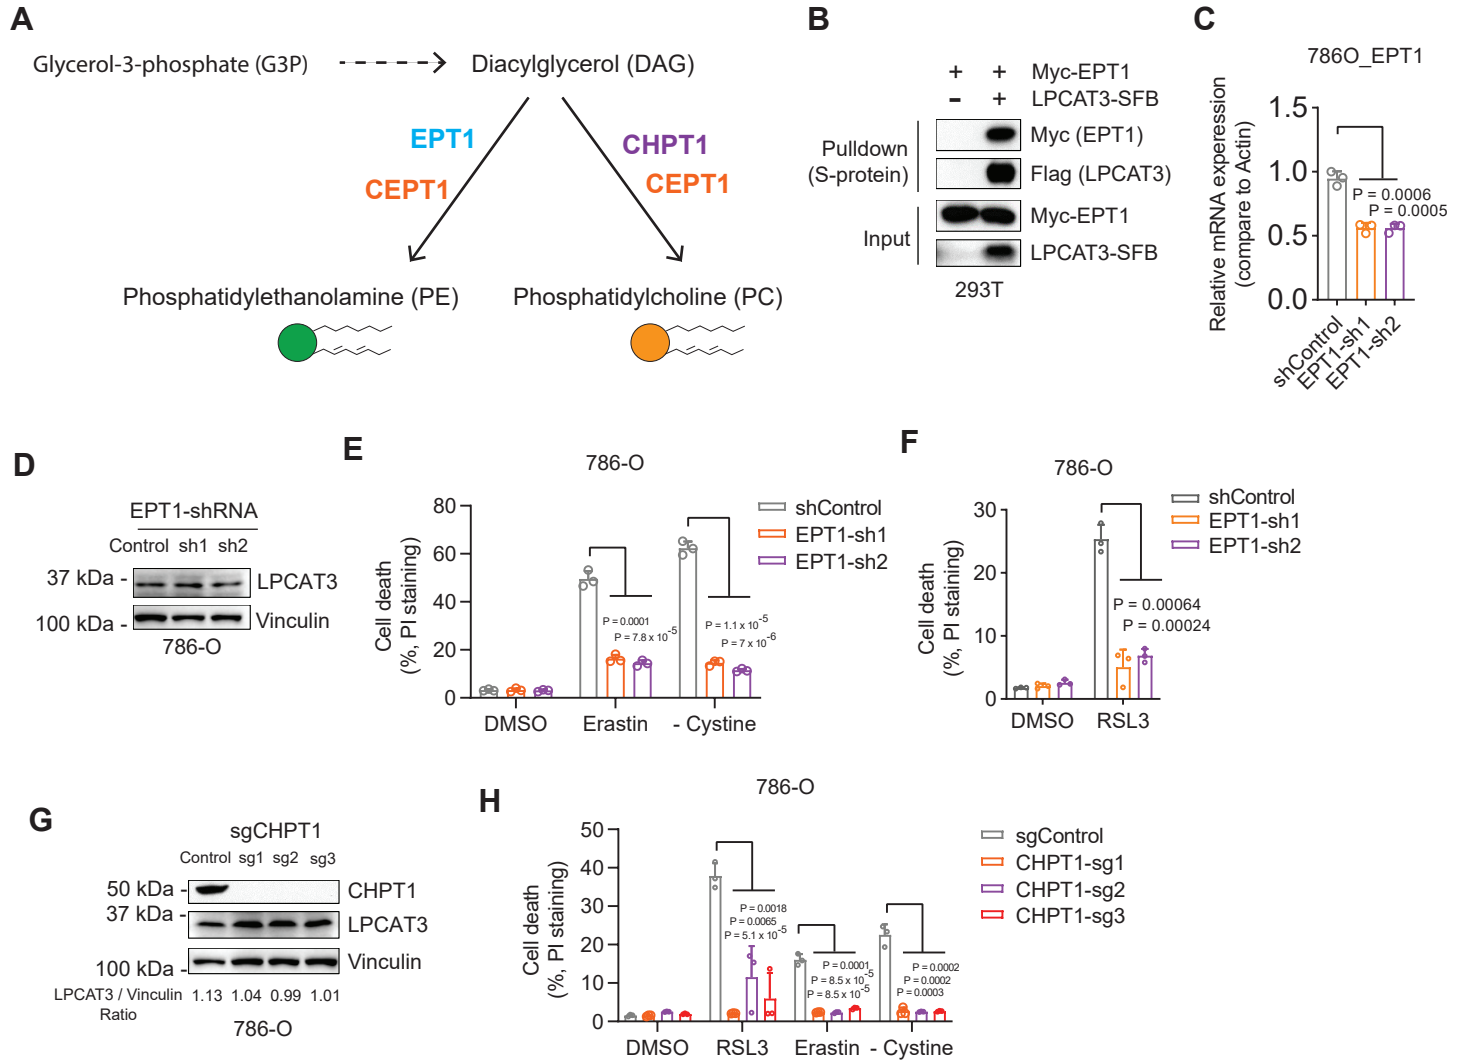 A
Glycerol-3-phosphate (G3P)
Diacylglycerol (DAG)
EPT1
CEPT1
CHPT1
CEPT1
Phosphatidylethanolamine (PE)
Phosphatidylcholine (PC)
B
+ + Myc-EPT1
- + LPCAT3-SFB
Pulldown
(S-protein)
Myc (EPT1)
Flag (LPCAT3)
Input
Myc-EPT1
LPCAT3-SFB
293T
C
786O_EPT1
Relative mRNA experession
(compare to Actin)
1.5
1.0
0.5
0.0
P = 0.0006
P = 0.0005
shControl
EPT1-sh1
EPT1-sh2
D
EPT1-shRNA
Control sh1 sh2
37 kDa - LPCAT3
100 kDa - Vinculin
786-O
E
786-O
Cell death
(%, PI staining)
80
60
40
20
0
P = 0.0001
P = 7.8 x 10-5
P = 1.1 x 10-5
P = 7 x 10-6
DMSO Erastin - Cystine
shControl
EPT1-sh1
EPT1-sh2
F
786-O
Cell death
(%, PI staining)
30
20
10
0
P = 0.00064
P = 0.00024
DMSO RSL3
shControl
EPT1-sh1
EPT1-sh2
G
sgCHPT1
Control sg1 sg2 sg3
50 kDa - CHPT1
37 kDa - LPCAT3
100 kDa - Vinculin
LPCAT3 / Vinculin 1.13 1.04 0.99 1.01
Ratio
786-O
H
786-O
Cell death
(%, PI staining)
50
40
30
20
10
0
P = 0.0018
P = 0.0065
P = 5.1 x 10-5
P = 0.0001
P = 8.5 x 10-5
P = 8.5 x 10-5
P = 0.0002
P = 0.0002
P = 0.0003
DMSO RSL3 Erastin - Cystine
sgControl
CHPT1-sg1
CHPT1-sg2
CHPT1-sg3